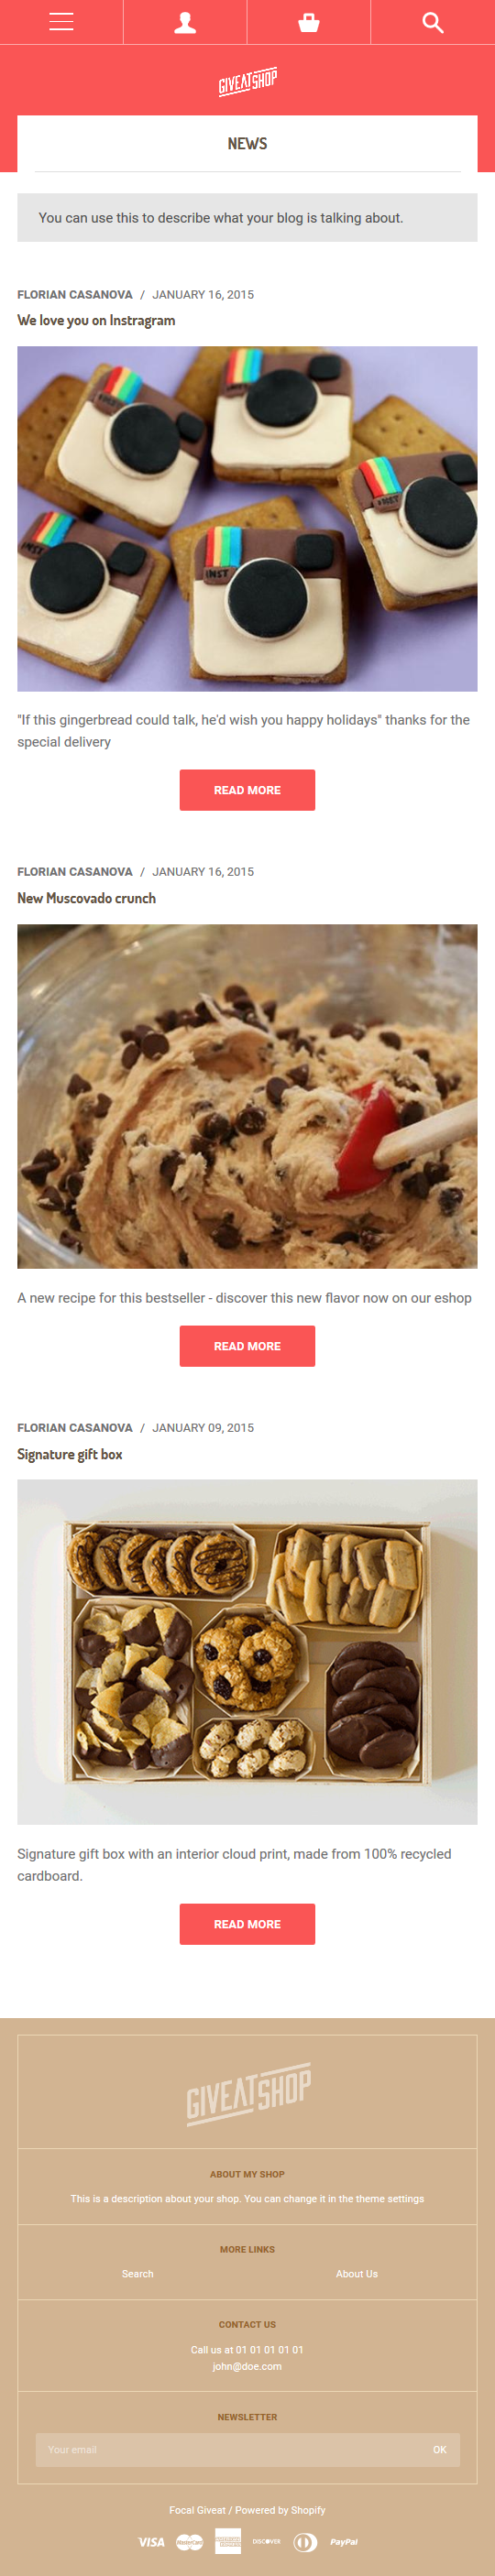 GIVEATSHOP
NEWS
You can use this to describe what your blog is talking about.
FLORIAN CASANOVA / JANUARY 16, 2015
We love you on Instragram
INST
INST
INST
"If this gingerbread could talk, he'd wish you happy holidays" thanks for the
special delivery
READ MORE
FLORIAN CASANOVA / JANUARY 16, 2015
New Muscovado crunch
A new recipe for this bestseller - discover this new flavor now on our eshop
READ MORE
FLORIAN CASANOVA / JANUARY 09, 2015
Signature gift box
Signature gift box with an interior cloud print, made from 100% recycled
cardboard.
READ MORE
GIVEATSHOP
ABOUT MY SHOP
This is a description about your shop. You can change it in the theme settings
MORE LINKS
Search About Us
CONTACT US
Call us at 01 01 01 01 01
john@doe.com
NEWSLETTER
Your email OK
Focal Giveat / Powered by Shopify
VISA MasterCard DISCOVER PayPal